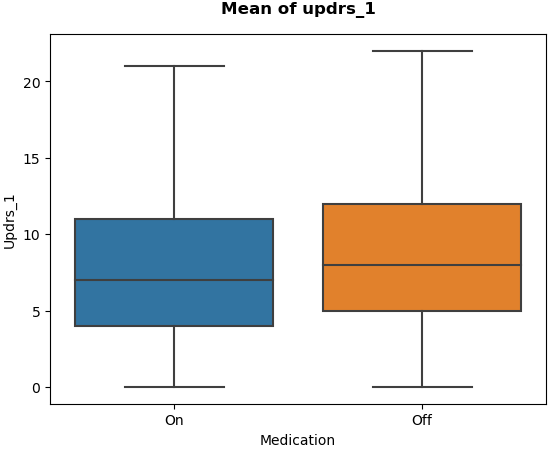 Mean of updrs_1
Updrs_1
20
15
10
5
0
On
Off
Medication